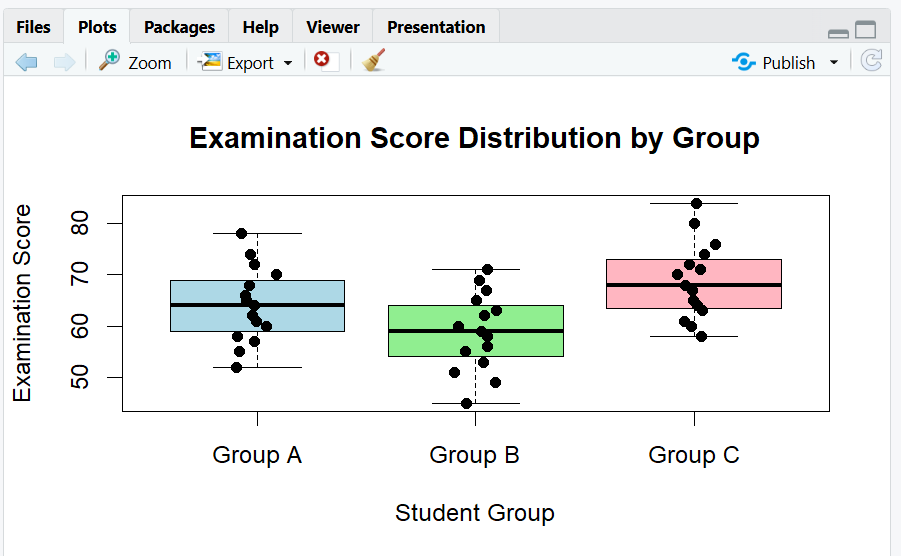 Files Plots Packages Help Viewer Presentation
Zoom Export Publish
Examination Score Distribution by Group
Examination Score
80
70
60
50
Group A Group B Group C
Student Group